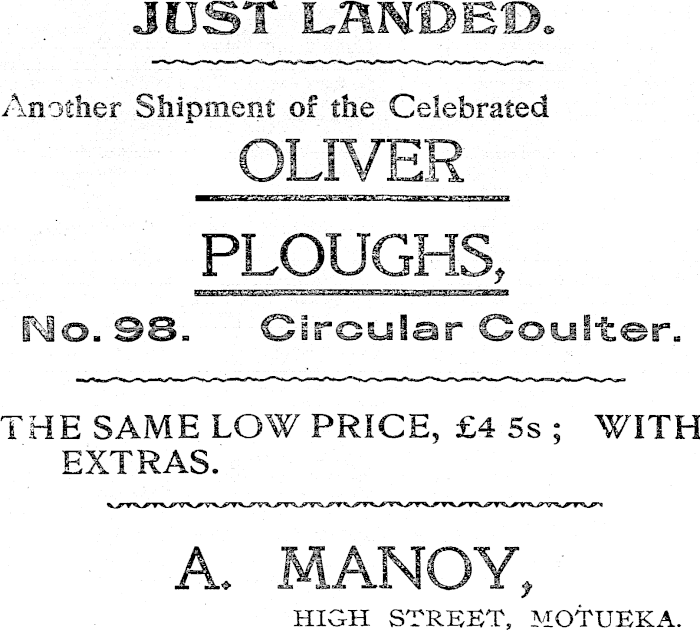 JUST LANDED.
Another Shipment of the Celebrated
OLIVER
PLOUGHS,
No. 98. Circular Coulter.
THE SAME LOW PRICE, £4 5s ; WITH
EXTRAS.
A. MANOY,
HIGH STREET, MOTUEKA.